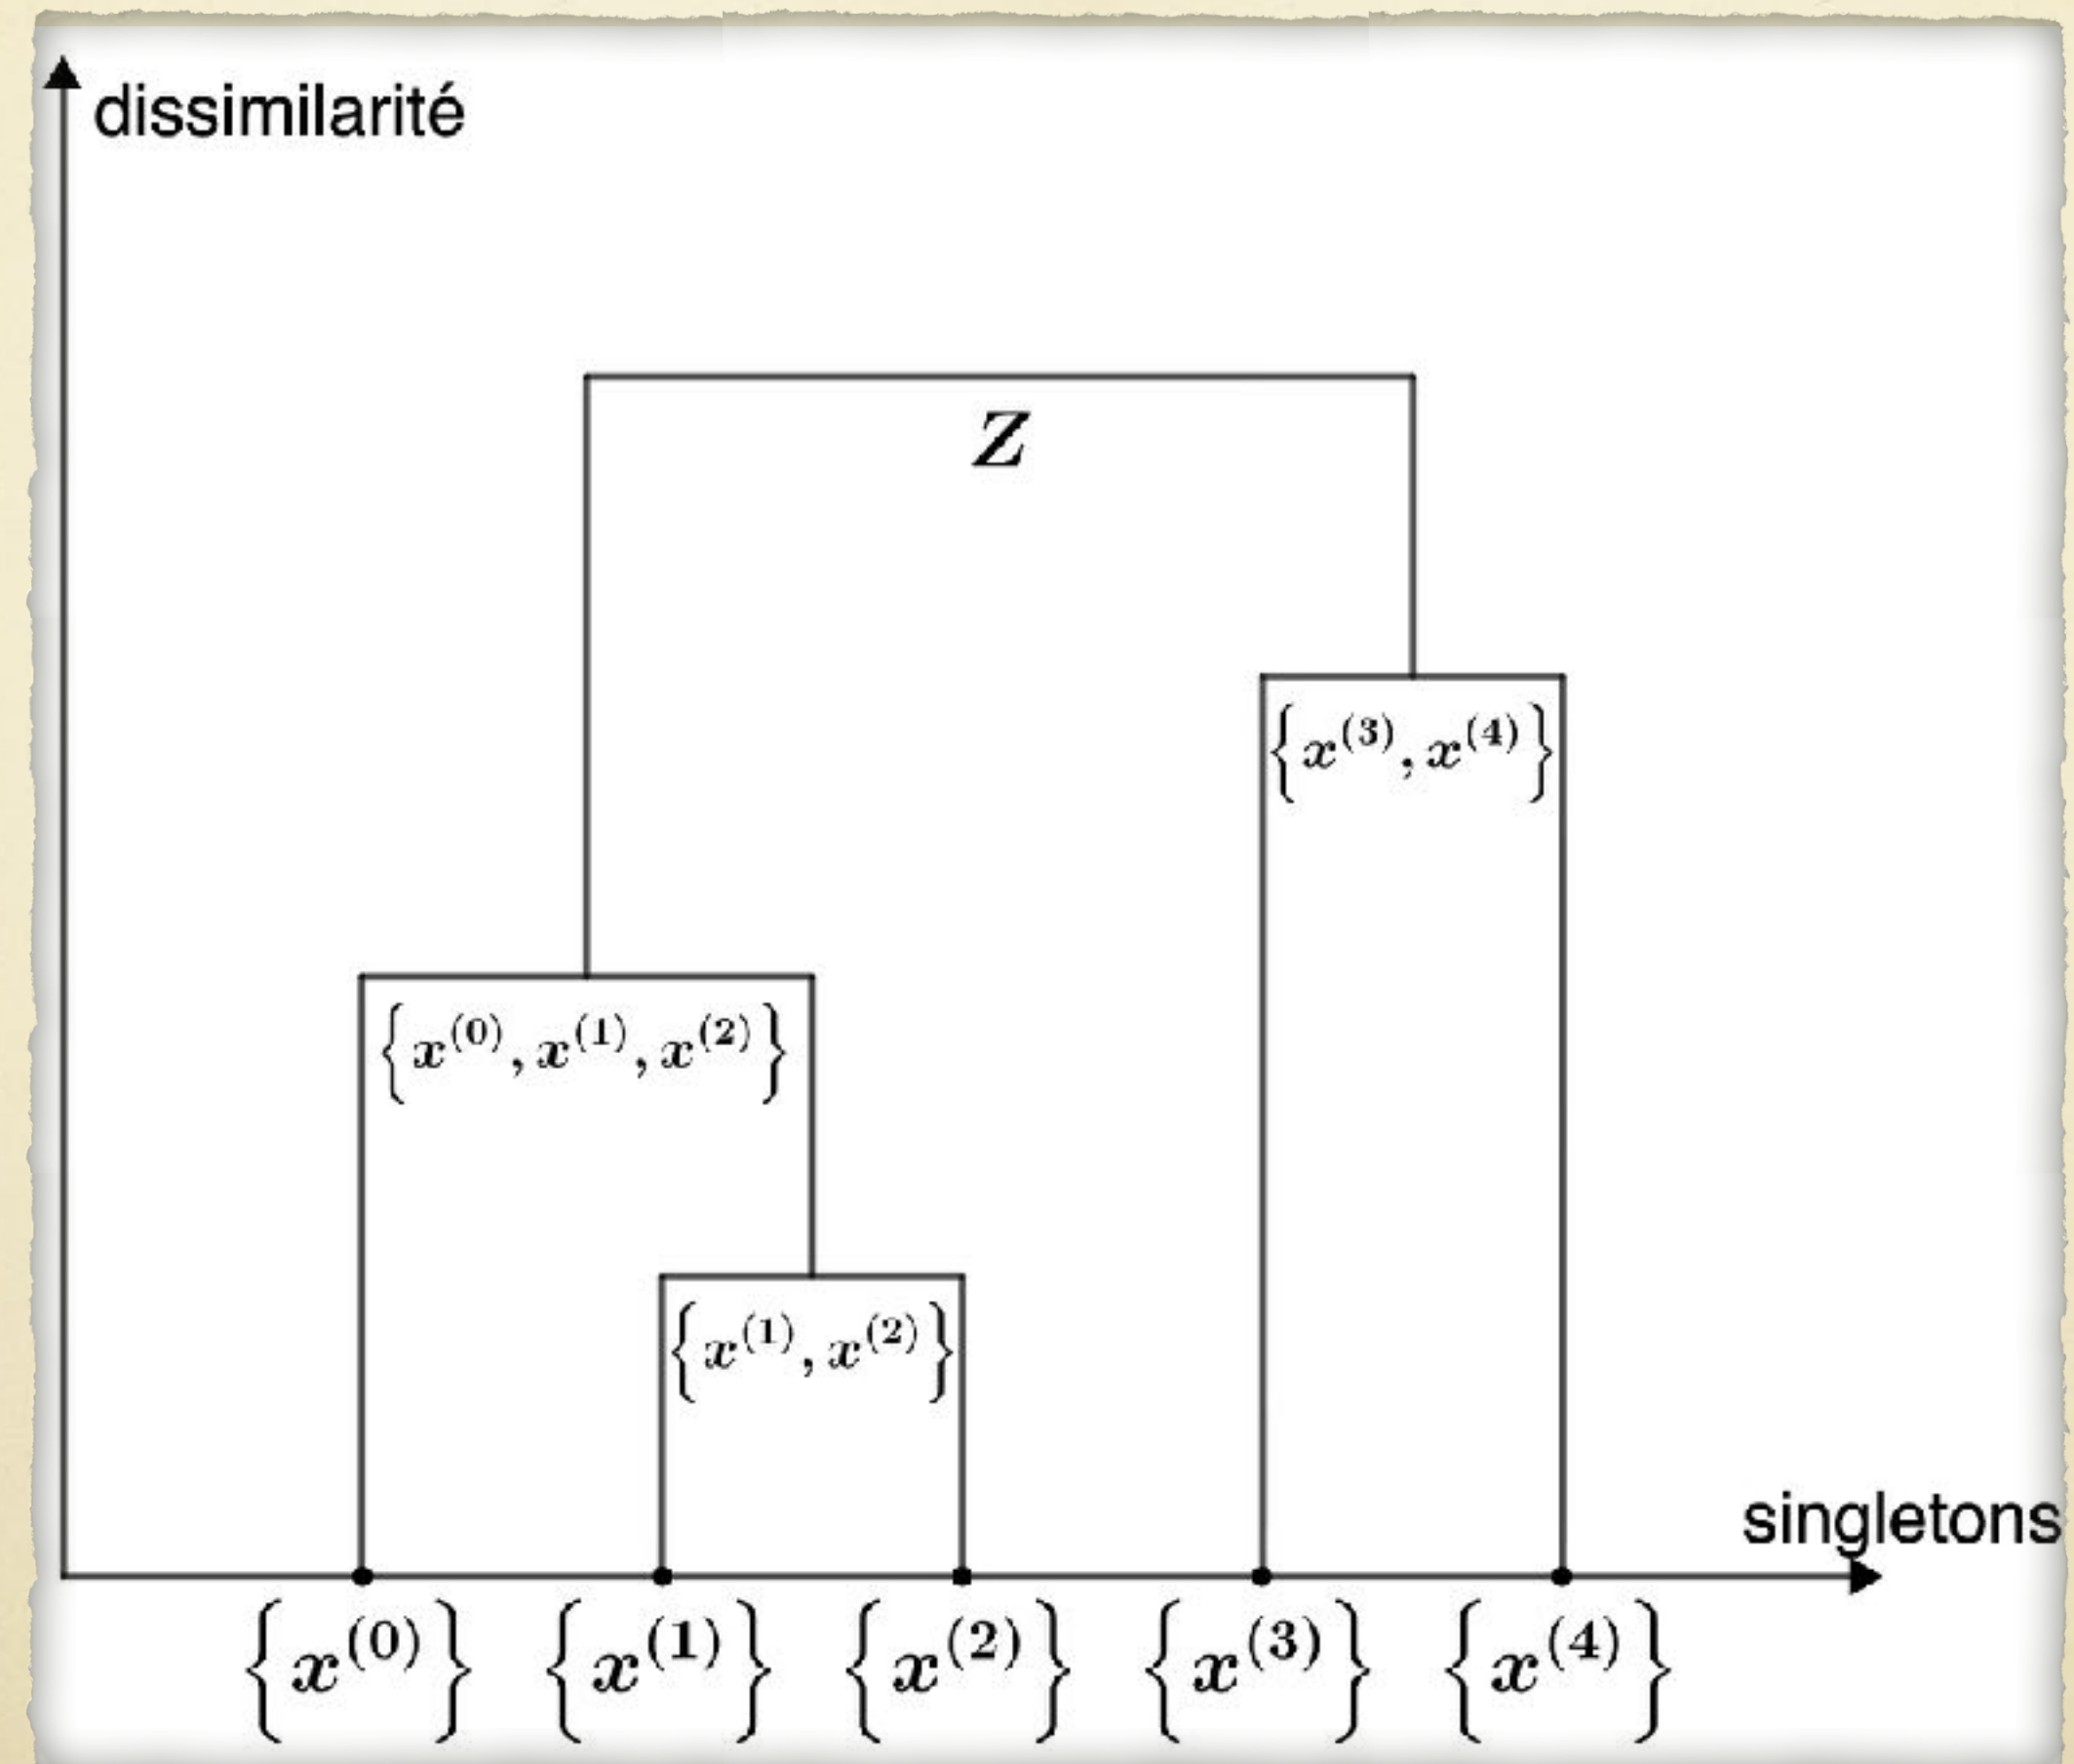 dissimilarité
Z
{x^(3), x^(4)}
{x^(0), x^(1), x^(2)}
{x^(1), x^(2)}
singletons
{x^(0)} {x^(1)} {x^(2)} {x^(3)} {x^(4)}